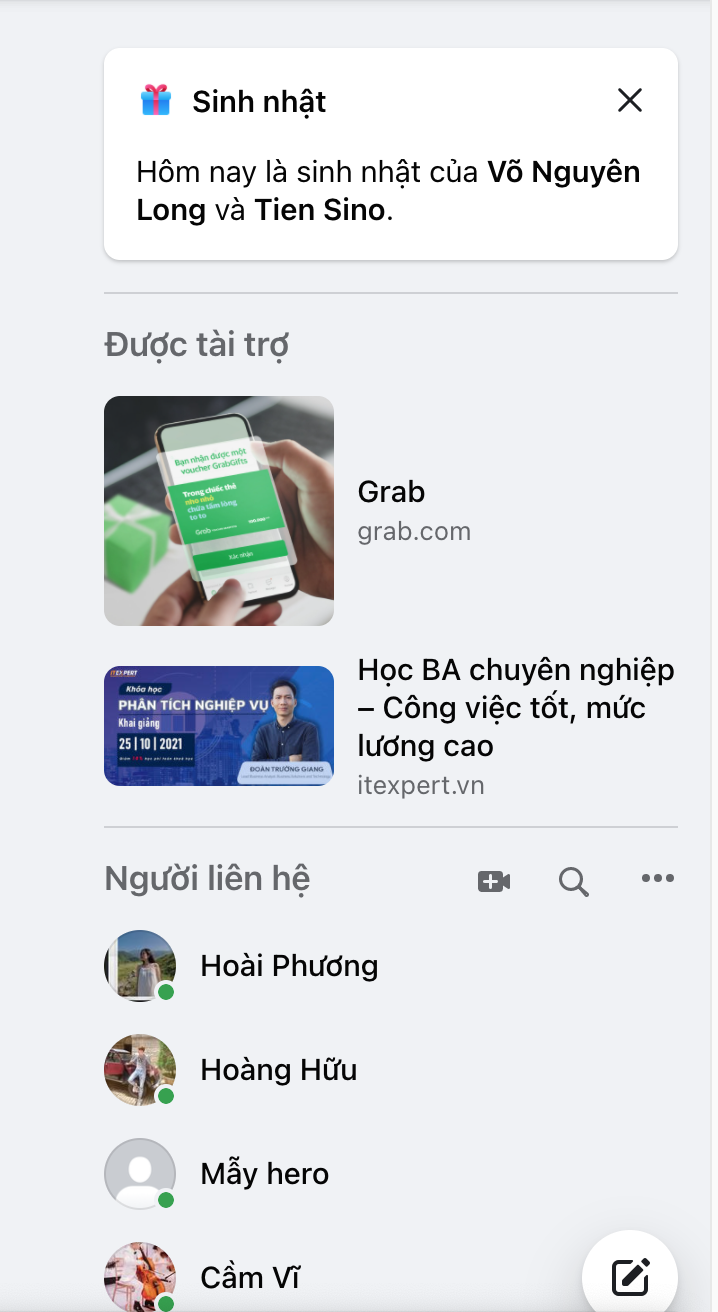 Sinh nhật
Hôm nay là sinh nhật của Võ Nguyên
Long và Tien Sino.
Được tài trợ
Bạn nhận được một
voucher GrabGifts
Trong chiếc thẻ
nho nhỏ
chứa tấm lòng
to to
Grab
Xác nhận
Grab
grab.com
ITEXPERT
Khóa học
PHÂN TÍCH NGHIỆP VỤ
Khai giảng
25 | 10 | 2021
ĐOÀN TRƯỜNG GIANG
Học BA chuyên nghiệp
– Công việc tốt, mức
lương cao
itexpert.vn
Người liên hệ
Hoài Phương
Hoàng Hữu
Mẫy hero
Cầm Vĩ